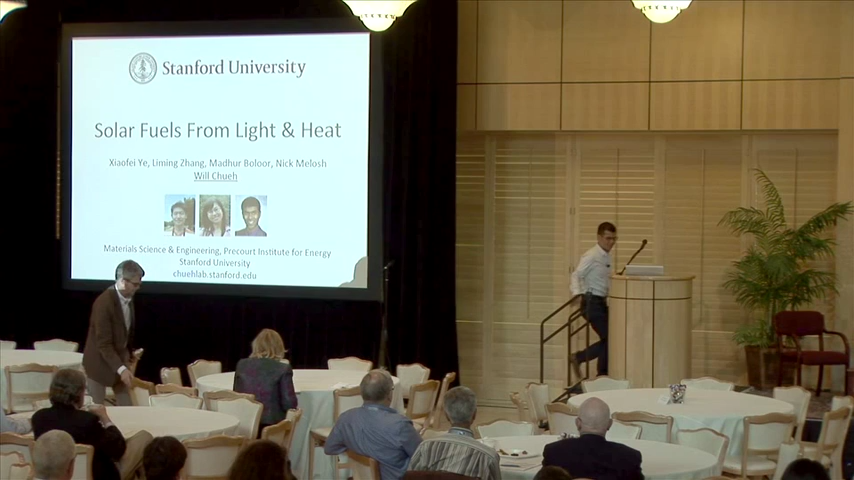 Stanford University
Solar Fuels From Light & Heat
Xiaofei Ye, Liming Zhang, Madhur Boloor, Nick Melosh
Will Chueh
Materials Science & Engineering, Precourt Institute for Energy
Stanford University
chuehlab.stanford.edu